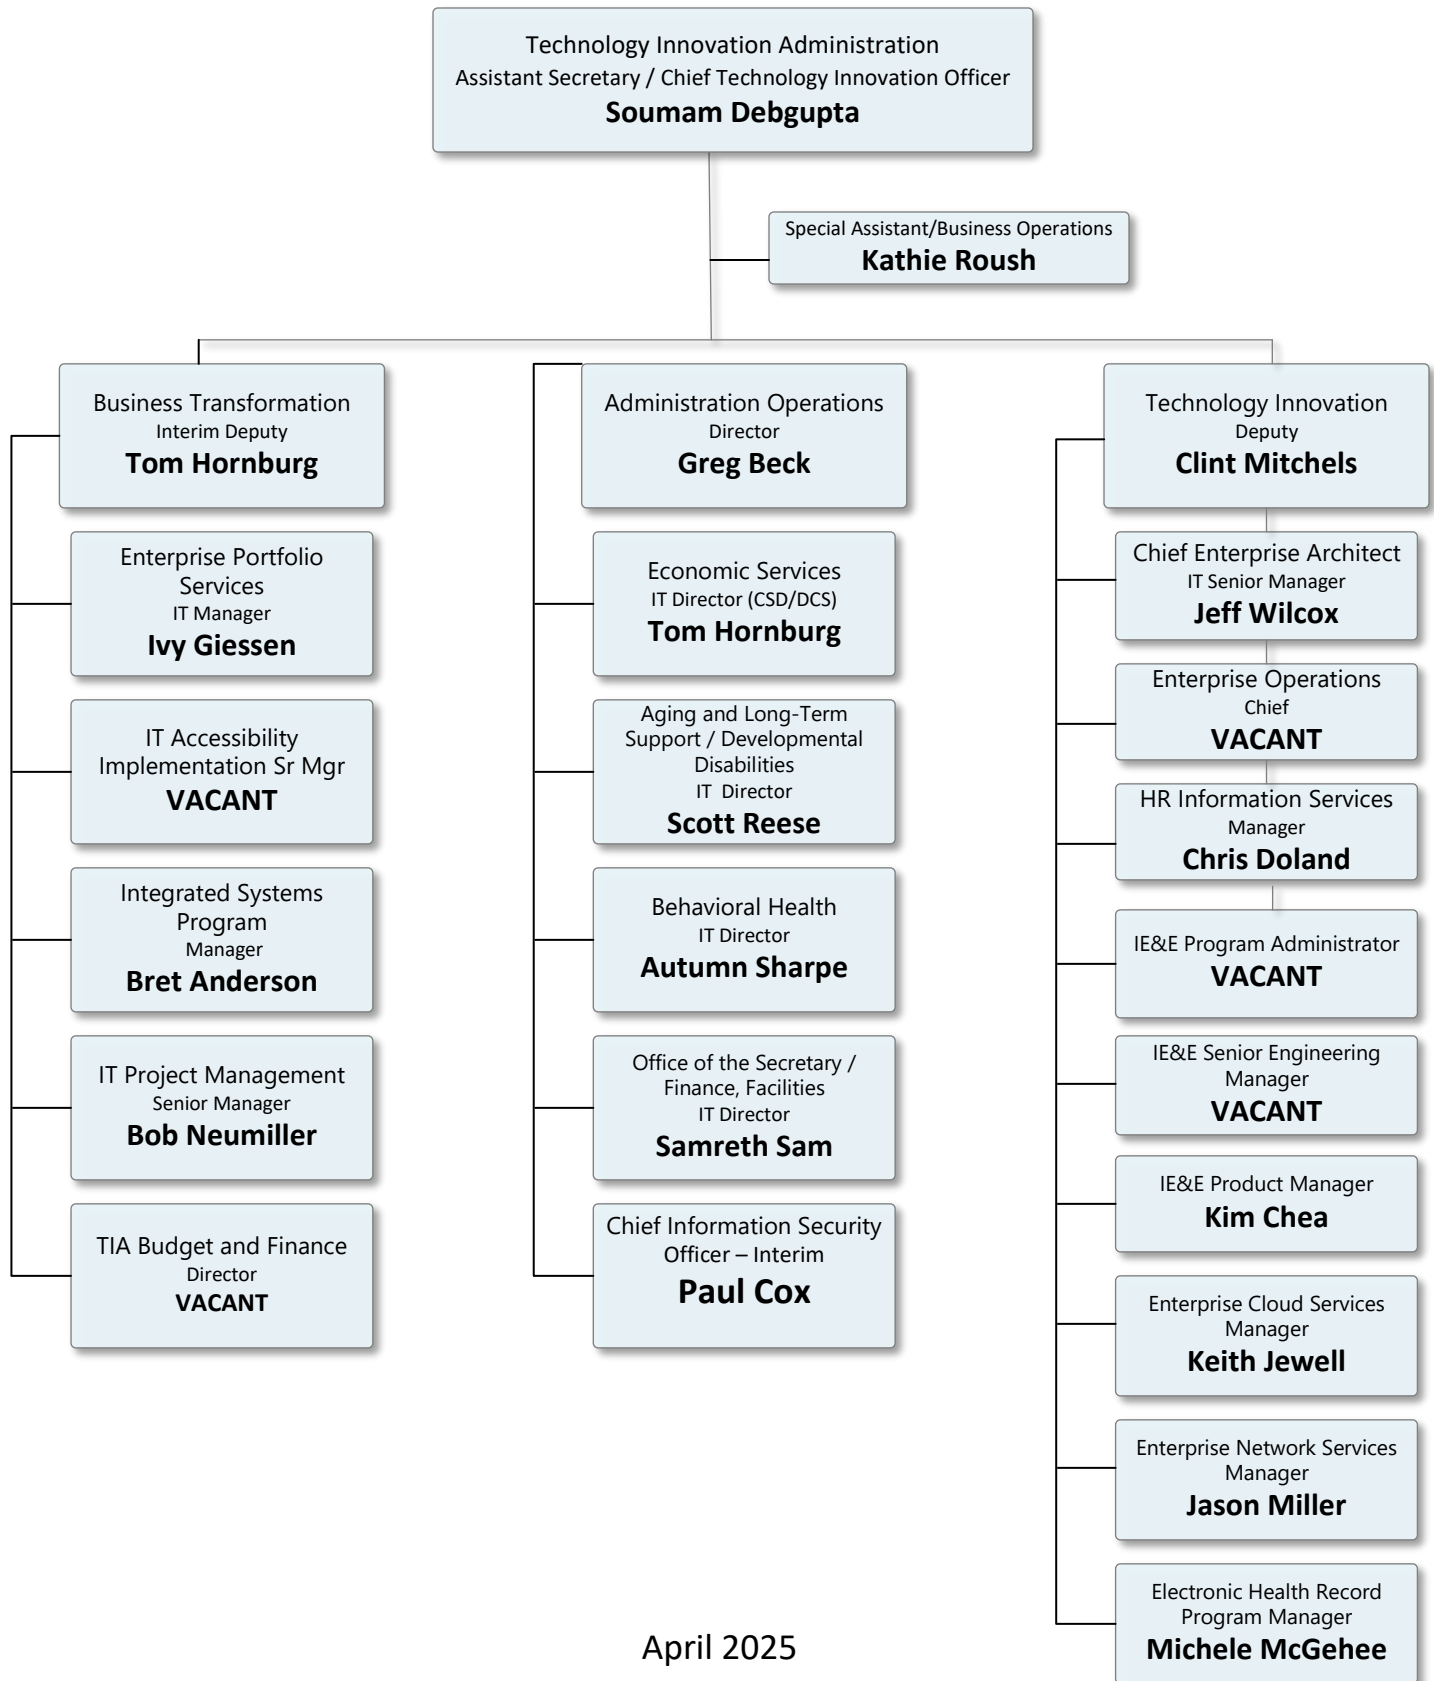 Technology Innovation Administration
Assistant Secretary / Chief Technology Innovation Officer
Soumam Debgupta
Special Assistant/Business Operations
Kathie Roush
Business Transformation
Interim Deputy
Tom Hornburg
Enterprise Portfolio
Services
IT Manager
Ivy Giessen
IT Accessibility
Implementation Sr Mgr
VACANT
Integrated Systems
Program
Manager
Bret Anderson
IT Project Management
Senior Manager
Bob Neumiller
TIA Budget and Finance
Director
VACANT
Administration Operations
Director
Greg Beck
Economic Services
IT Director (CSD/DCS)
Tom Hornburg
Aging and Long-Term
Support / Developmental
Disabilities
IT  Director
Scott Reese
Behavioral Health
IT Director
Autumn Sharpe
Office of the Secretary /
Finance, Facilities
IT Director
Samreth Sam
Chief Information Security
Officer – Interim
Paul Cox
Technology Innovation
Deputy
Clint Mitchels
Chief Enterprise Architect
IT Senior Manager
Jeff Wilcox
Enterprise Operations
Chief
VACANT
HR Information Services
Manager
Chris Doland
IE&E Program Administrator
VACANT
IE&E Senior Engineering
Manager
VACANT
IE&E Product Manager
Kim Chea
Enterprise Cloud Services
Manager
Keith Jewell
Enterprise Network Services
Manager
Jason Miller
Electronic Health Record
Program Manager
Michele McGehee
April 2025